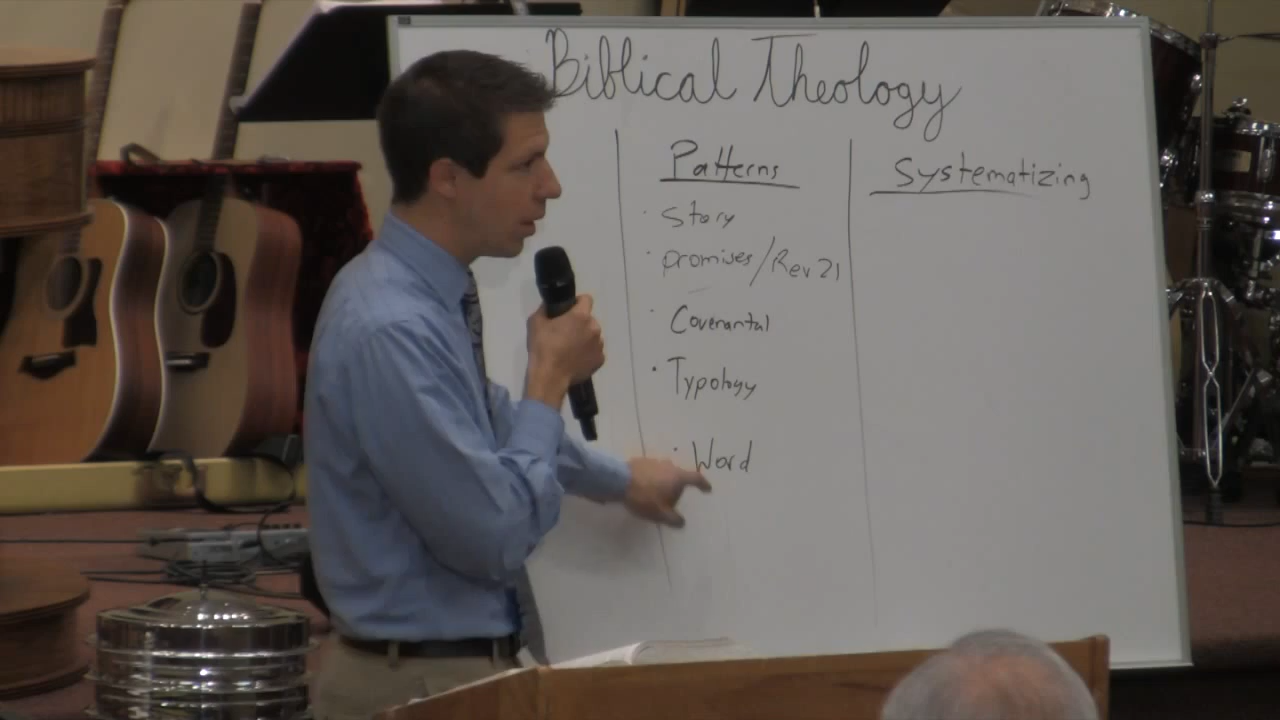 Biblical Theology
Patterns
· Story
· promises/Rev 21
· Covenantal
· Typology
· Word
Systematizing